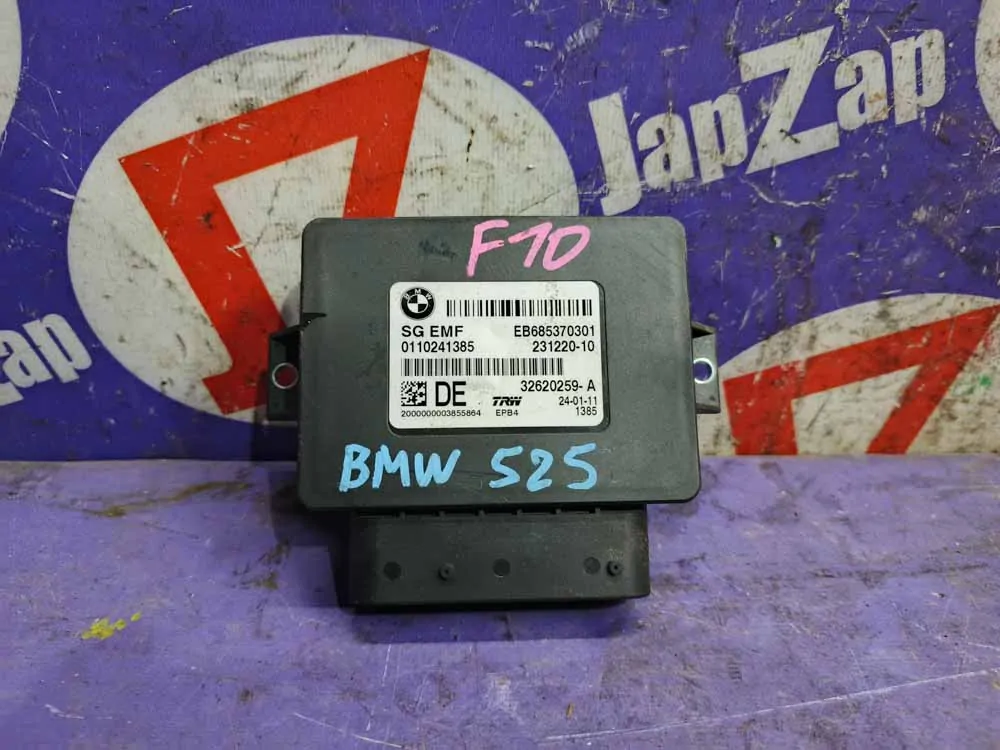 JapZap
F10
BMW
SG EMF EB685370301
0110241385 231220-10
DE 32620259- A
TRW 24-01-11
2000000003855864 EPB4 1385
BMW 525